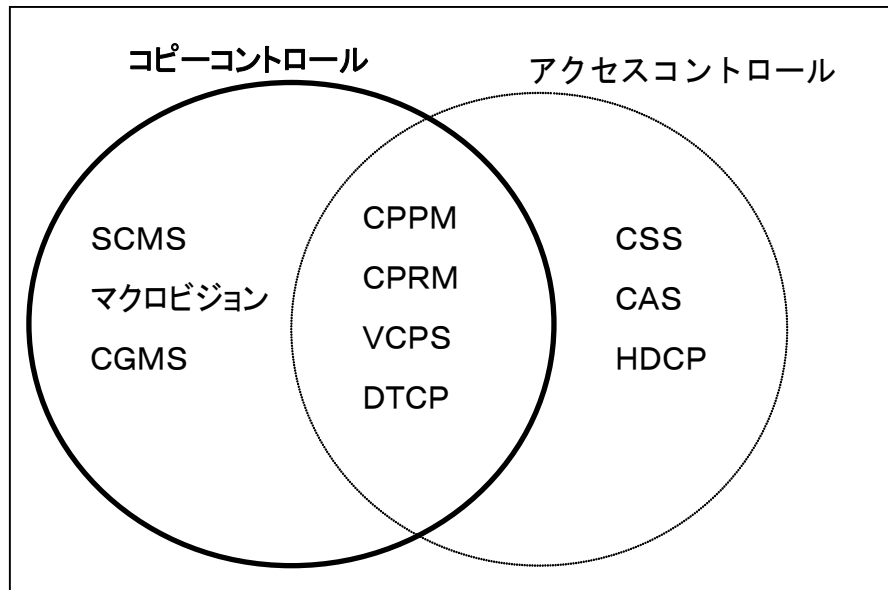 コピーコントロール
アクセスコントロール
SCMS
マクロビジョン
CGMS
CPPM
CPRM
VCPS
DTCP
CSS
CAS
HDCP